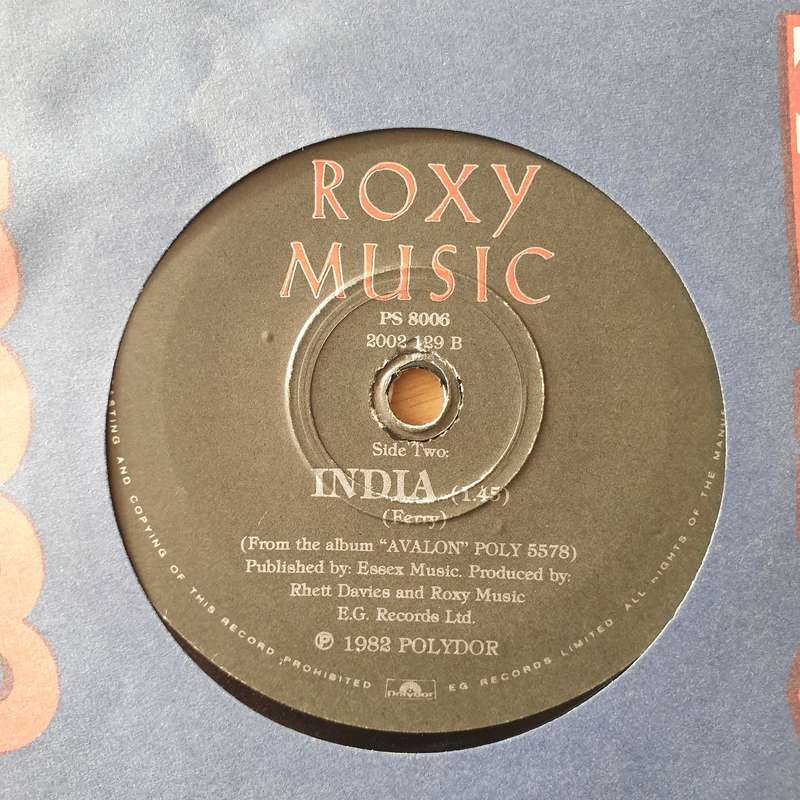 ROXY
MUSIC
PS 8006
2002 129 B
Side Two:
INDIA (1.45)
(Ferry)
(From the album "AVALON" POLY 5578)
Published by: Essex Music. Produced by:
Rhett Davies and Roxy Music
E.G. Records Ltd.
℗ 1982 POLYDOR
AND COPYING OF THIS RECORD PROHIBITED
polydor
EG RECORDS LIMITED ALL RIGHTS OF THE